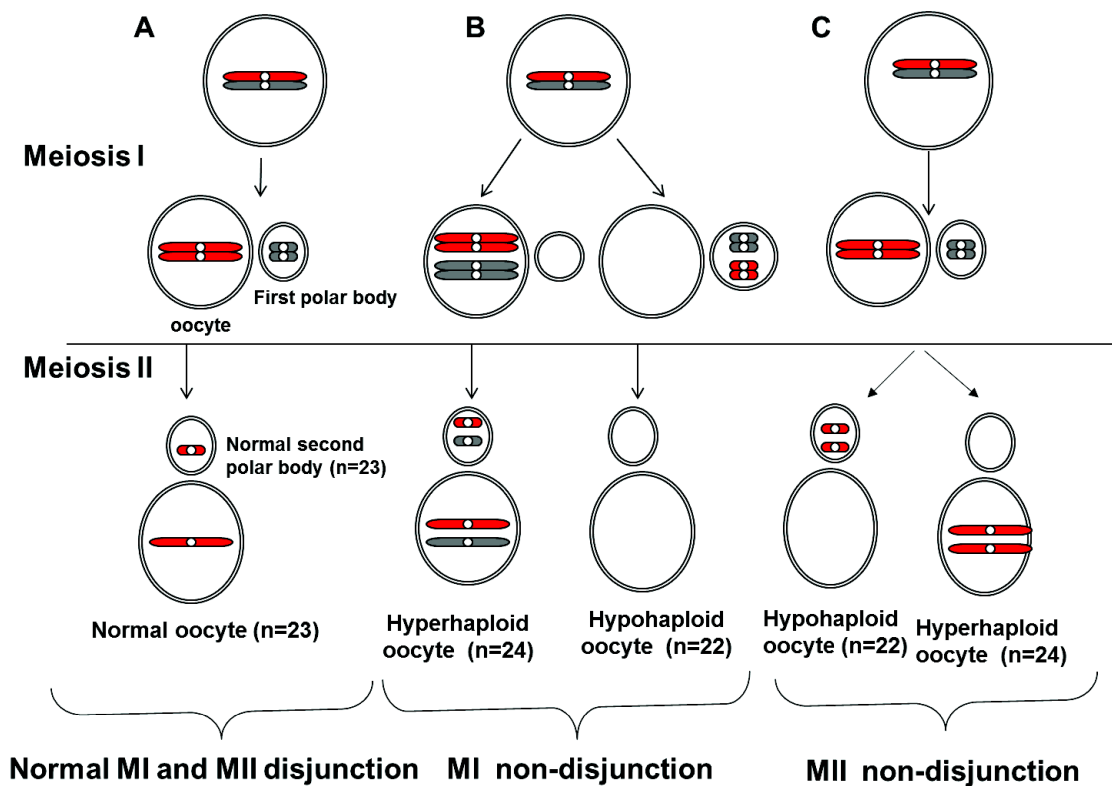 A
B
C
Meiosis I
First polar body
oocyte
Meiosis II
Normal second
polar body (n=23)
Normal oocyte (n=23)
Hyperhaploid
oocyte (n=24)
Hypohaploid
oocyte (n=22)
Hypohaploid
oocyte (n=22)
Hyperhaploid
oocyte (n=24)
Normal MI and MII disjunction
MI non-disjunction
MII non-disjunction